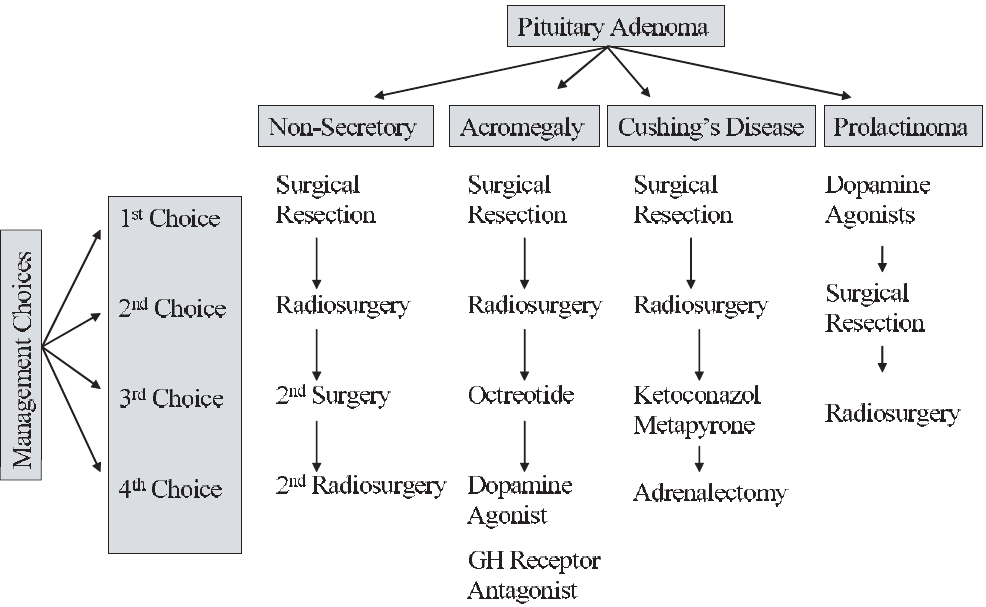 Pituitary Adenoma
Non-Secretory
Acromegaly
Cushing's Disease
Prolactinoma
Management Choices
1st Choice
2nd Choice
3rd Choice
4th Choice
Surgical
Resection
Radiosurgery
2nd Surgery
2nd Radiosurgery
Surgical
Resection
Radiosurgery
Octreotide
Dopamine
Agonist
GH Receptor
Antagonist
Surgical
Resection
Radiosurgery
Ketoconazol
Metapyrone
Adrenalectomy
Dopamine
Agonists
Surgical
Resection
Radiosurgery